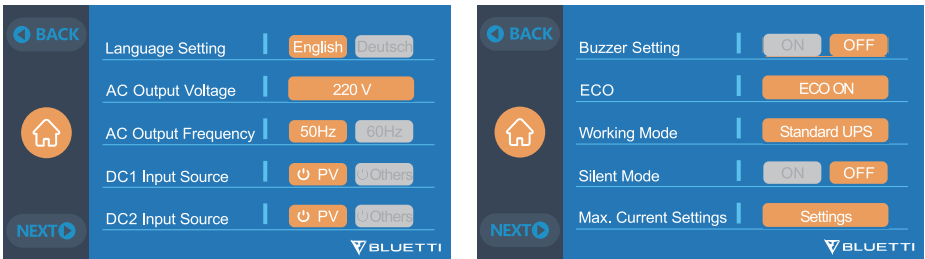 BACK
Language Setting English Deutsch
AC Output Voltage 220 V
AC Output Frequency 50Hz 60Hz
DC1 Input Source PV Others
DC2 Input Source PV Others
NEXT
BLUETTI
BACK
Buzzer Setting ON OFF
ECO ECO ON
Working Mode Standard UPS
Silent Mode ON OFF
Max. Current Settings Settings
NEXT
BLUETTI